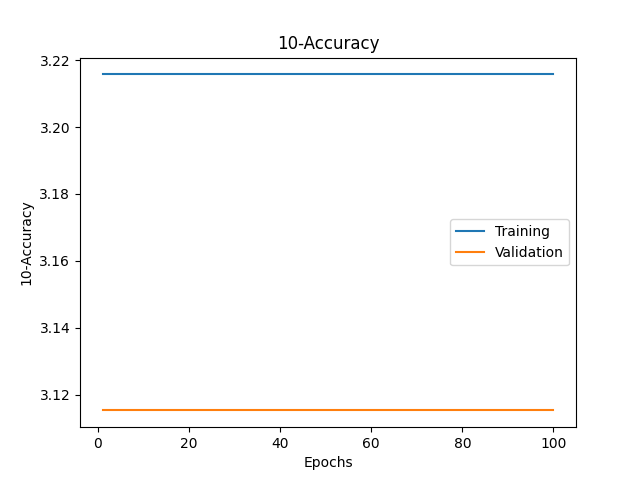 10-Accuracy
3.22
3.20
3.18
3.16
3.14
3.12
10-Accuracy
Training
Validation
0 20 40 60 80 100
Epochs